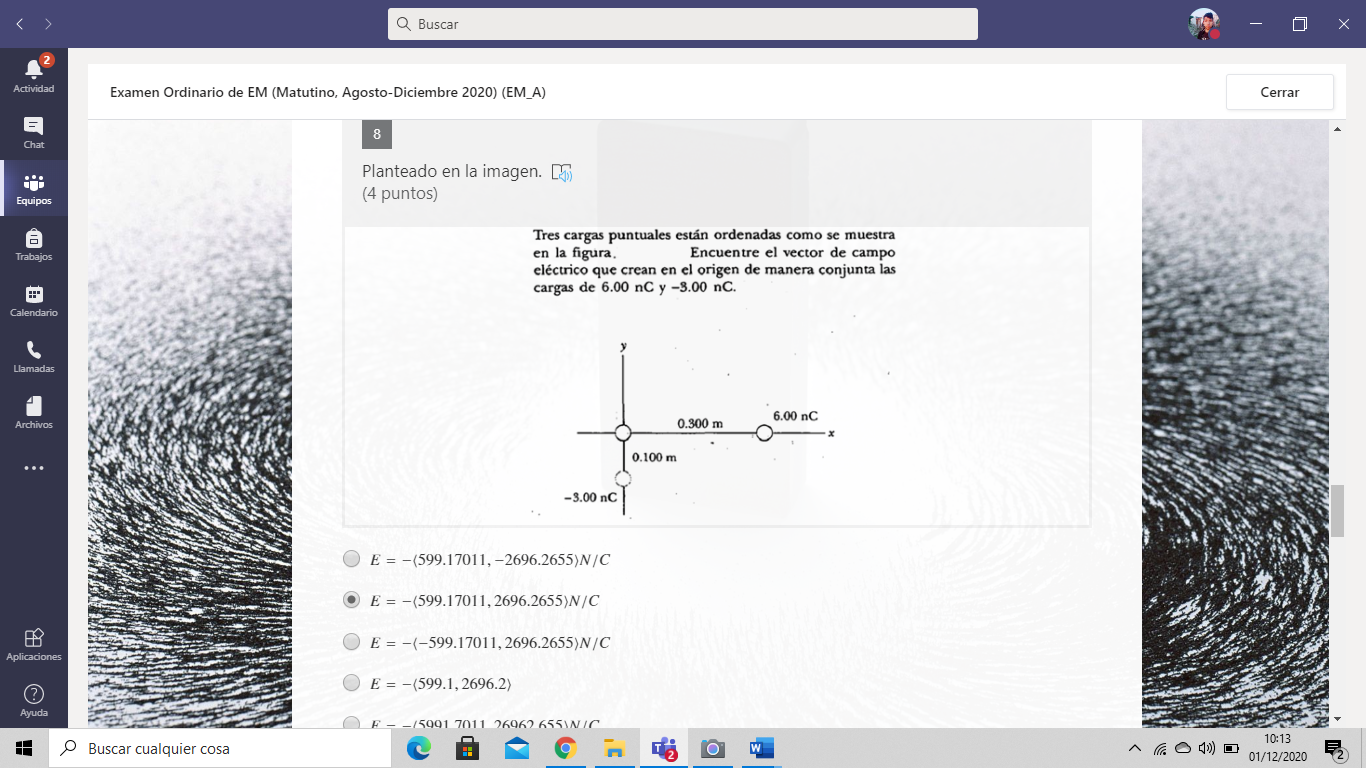 Buscar
2
Actividad
Chat
Equipos
Trabajos
Calendario
Llamadas
Archivos
Aplicaciones
Ayuda
Examen Ordinario de EM (Matutino, Agosto-Diciembre 2020) (EM_A)
Cerrar
8
Planteado en la imagen.
(4 puntos)
Tres cargas puntuales están ordenadas como se muestra
en la figura. Encuentre el vector de campo
eléctrico que crean en el origen de manera conjunta las
cargas de 6.00 nC y –3.00 nC.
y
6.00 nC
0.300 m
x
0.100 m
–3.00 nC
E = −⟨599.17011, −2696.2655⟩N/C
E = −⟨599.17011, 2696.2655⟩N/C
E = −⟨−599.17011, 2696.2655⟩N/C
E = −⟨599.1, 2696.2⟩
E = −⟨5991.7011, 26962.655⟩N/C
Buscar cualquier cosa
2
10:13
01/12/2020
2